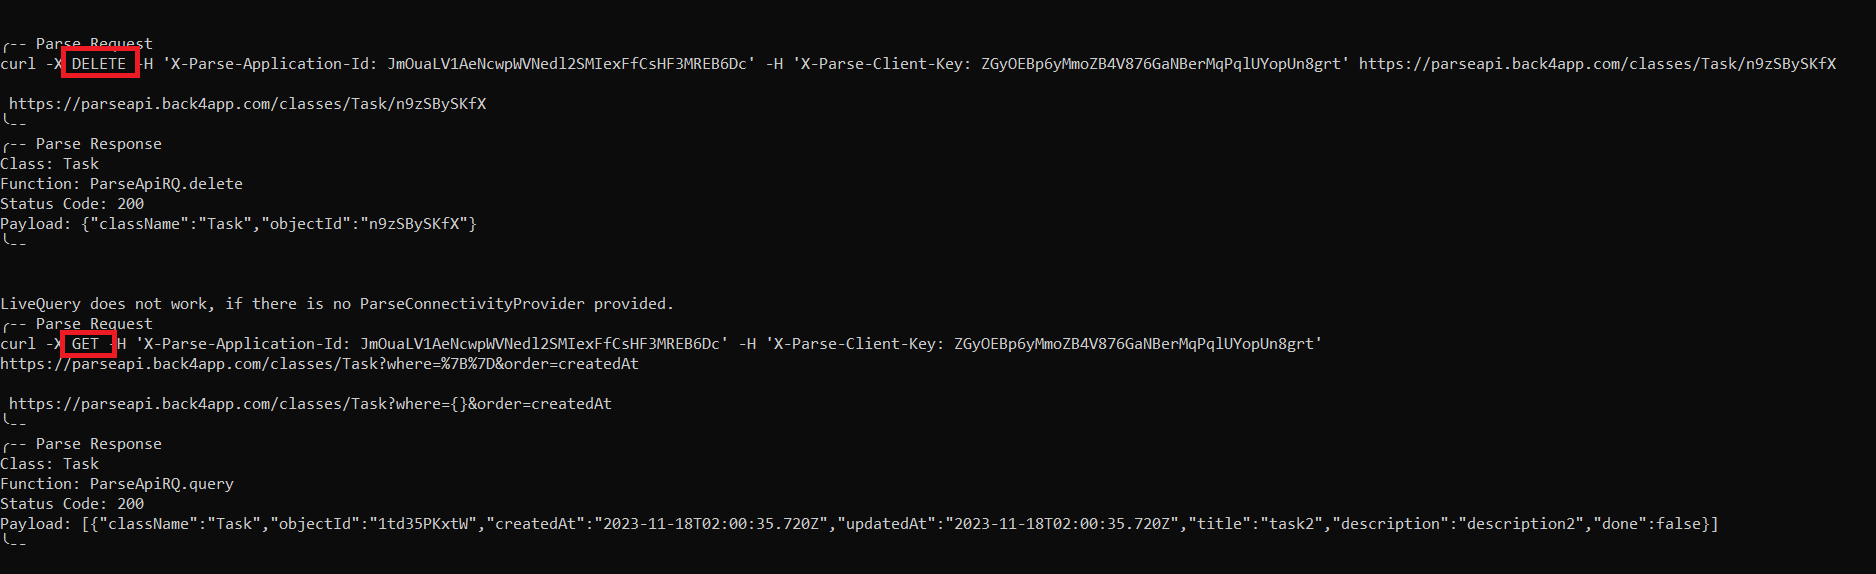 ╭-- Parse Request
curl -X DELETE -H 'X-Parse-Application-Id: JmOuaLV1AeNcwpWVNedl2SMIexFfCsHF3MREB6Dc' -H 'X-Parse-Client-Key: ZGyOEBp6yMmoZB4V876GaNBerMqPqlUYopUn8grt' https://parseapi.back4app.com/classes/Task/n9zSBySKfX
https://parseapi.back4app.com/classes/Task/n9zSBySKfX
╰--
╭-- Parse Response
Class: Task
Function: ParseApiRQ.delete
Status Code: 200
Payload: {"className":"Task","objectId":"n9zSBySKfX"}
╰--
LiveQuery does not work, if there is no ParseConnectivityProvider provided.
╭-- Parse Request
curl -X GET -H 'X-Parse-Application-Id: JmOuaLV1AeNcwpWVNedl2SMIexFfCsHF3MREB6Dc' -H 'X-Parse-Client-Key: ZGyOEBp6yMmoZB4V876GaNBerMqPqlUYopUn8grt'
https://parseapi.back4app.com/classes/Task?where=%7B%7D&order=createdAt
https://parseapi.back4app.com/classes/Task?where={}&order=createdAt
╰--
╭-- Parse Response
Class: Task
Function: ParseApiRQ.query
Status Code: 200
Payload: [{"className":"Task","objectId":"1td35PKxtW","createdAt":"2023-11-18T02:00:35.720Z","updatedAt":"2023-11-18T02:00:35.720Z","title":"task2","description":"description2","done":false}]
╰--